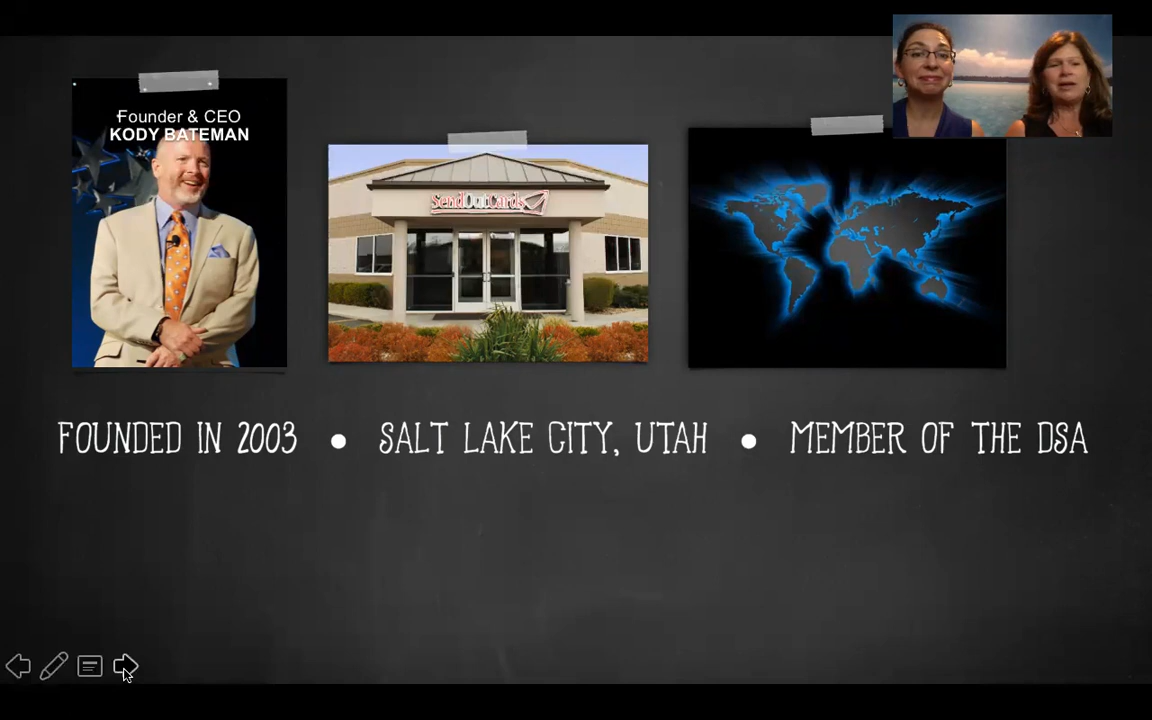 Founder & CEO
KODY BATEMAN
SendOutCards
FOUNDED IN 2003 • SALT LAKE CITY, UTAH • MEMBER OF THE DSA